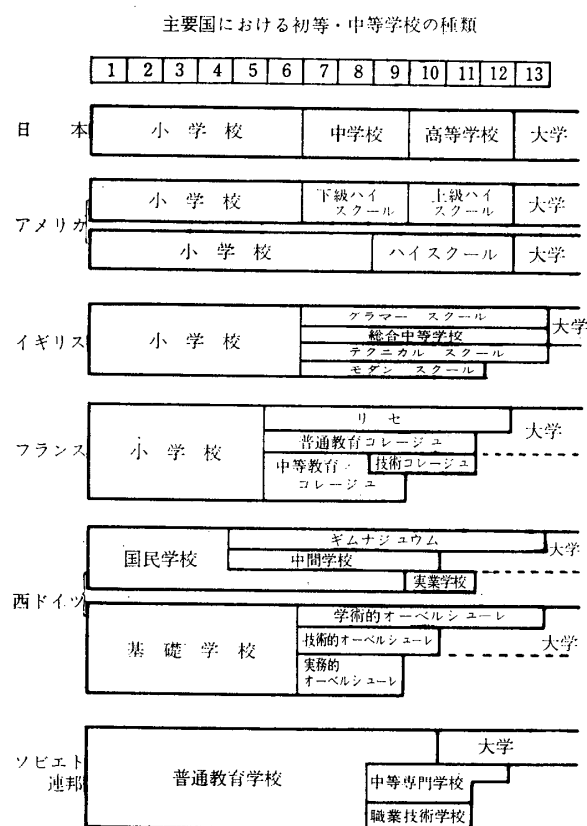 主要国における初等・中等学校の種類
1 2 3 4 5 6 7 8 9 10 11 12 13
日本 小学校 中学校 高等学校 大学
アメリカ
小学校 下級ハイスクール 上級ハイスクール 大学
小学校 ハイスクール 大学
イギリス 小学校
グラマー スクール
総合中等学校
テクニカル スクール
モダン スクール
大学
フランス 小学校
リセ
普通教育コレージュ
中等教育コレージュ
技術コレージュ
大学
西ドイツ
国民学校
ギムナジュウム
中間学校
実業学校
大学
基礎学校
学術的オーベルシューレ
技術的オーベルシューレ
実務的
オーベルシューレ
大学
ソビエト
連邦
普通教育学校
大学
中等専門学校
職業技術学校